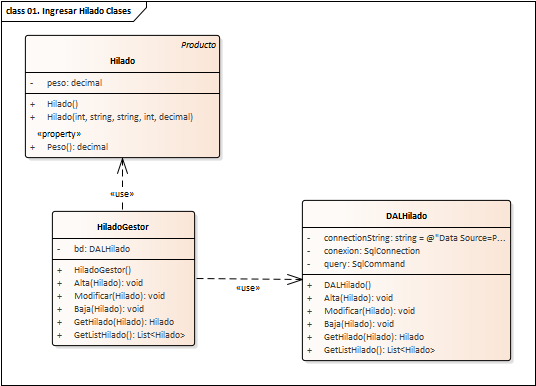 class 01. Ingresar Hilado Clases
Producto
Hilado
- peso: decimal
+ Hilado()
+ Hilado(int, string, string, int, decimal)
«property»
+ Peso(): decimal
«use»
HiladoGestor
- bd: DALHilado
+ HiladoGestor()
+ Alta(Hilado): void
+ Modificar(Hilado): void
+ Baja(Hilado): void
+ GetHilado(Hilado): Hilado
+ GetListHilado(): List<Hilado>
«use»
DALHilado
- connectionString: string = @"Data Source=P...
- conexion: SqlConnection
- query: SqlCommand
+ DALHilado()
+ Alta(Hilado): void
+ Modificar(Hilado): void
+ Baja(Hilado): void
+ GetHilado(Hilado): Hilado
+ GetListHilado(): List<Hilado>